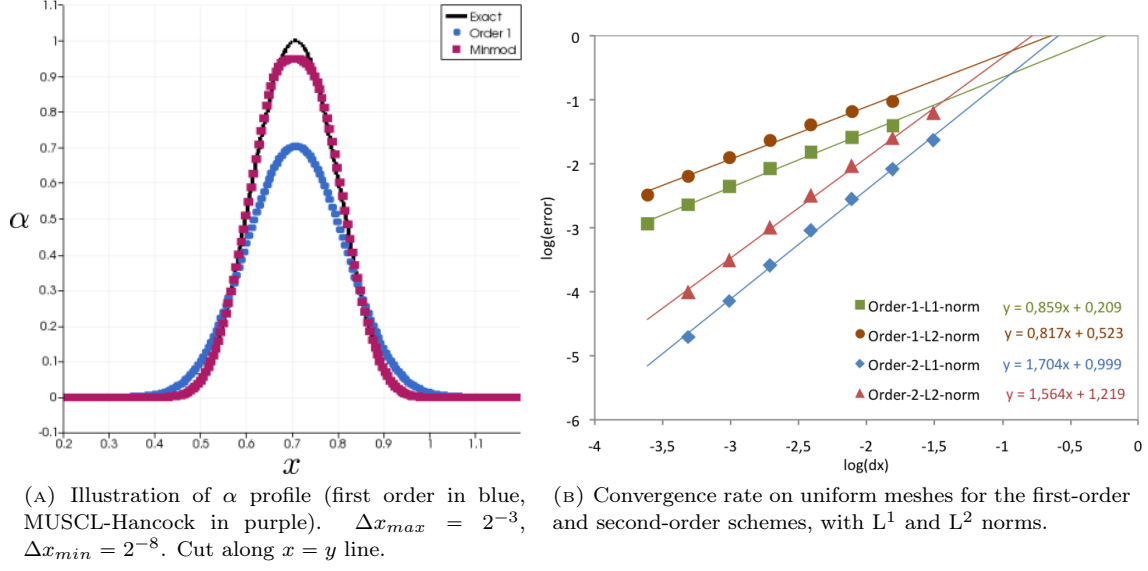 1.1
1
0.9
0.8
0.7
0.6
0.5
0.4
0.3
0.2
0.1
0
-0.1
α
0.2 0.3 0.4 0.5 0.6 0.7 0.8 0.9 1 1.1
x
Exact
Order 1
Minmod
(A) Illustration of α profile (first order in blue,
MUSCL-Hancock in purple). Δx_max = 2^−3,
Δx_min = 2^−8. Cut along x = y line.
0
-1
-2
-3
-4
-5
-6
log(error)
-4 -3,5 -3 -2,5 -2 -1,5 -1 -0,5 0
log(dx)
Order-1-L1-norm y = 0,859x + 0,209
Order-1-L2-norm y = 0,817x + 0,523
Order-2-L1-norm y = 1,704x + 0,999
Order-2-L2-norm y = 1,564x + 1,219
(B) Convergence rate on uniform meshes for the first-order
and second-order schemes, with L^1 and L^2 norms.